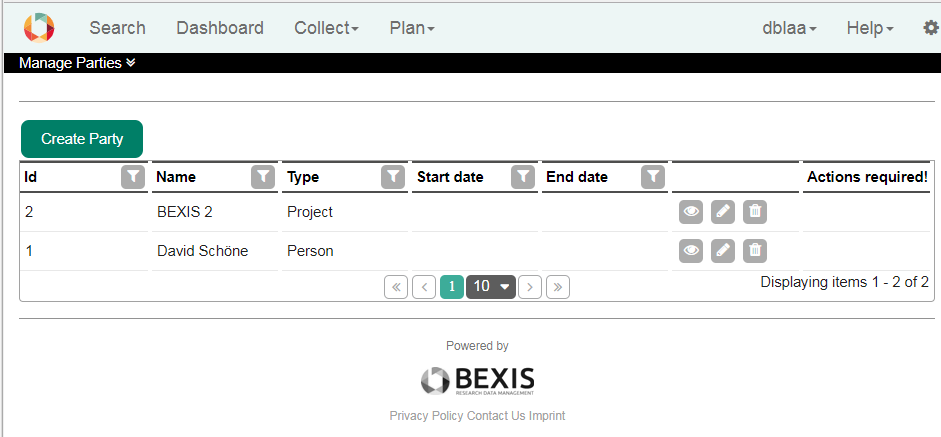 Search Dashboard Collect Plan dblaa Help
Manage Parties
Create Party
Id Name Type Start date End date Actions required!
2 BEXIS 2 Project
1 David Schöne Person
« ‹ 1 10 › » Displaying items 1 - 2 of 2
Powered by
BEXIS
RESEARCH DATA MANAGEMENT
Privacy Policy Contact Us Imprint